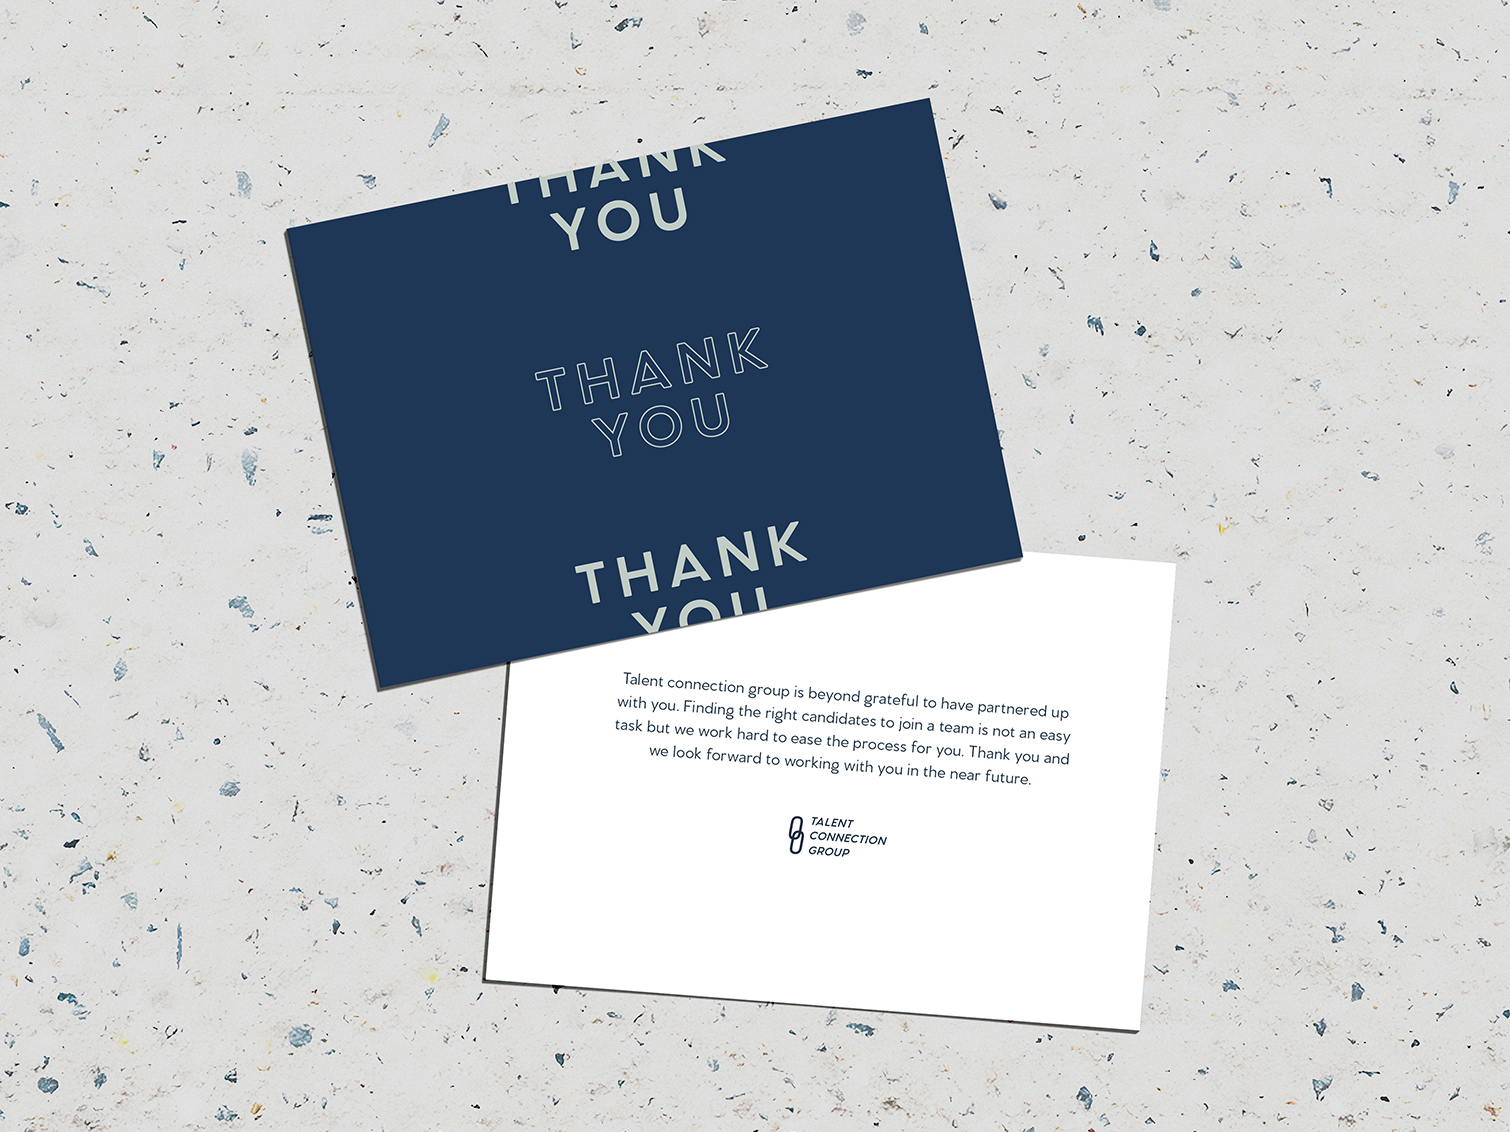 THANK
YOU
THANK
YOU
THANK
YOU
Talent connection group is beyond grateful to have partnered up
with you. Finding the right candidates to join a team is not an easy
task but we work hard to ease the process for you. Thank you and
we look forward to working with you in the near future.
TALENT
CONNECTION
GROUP